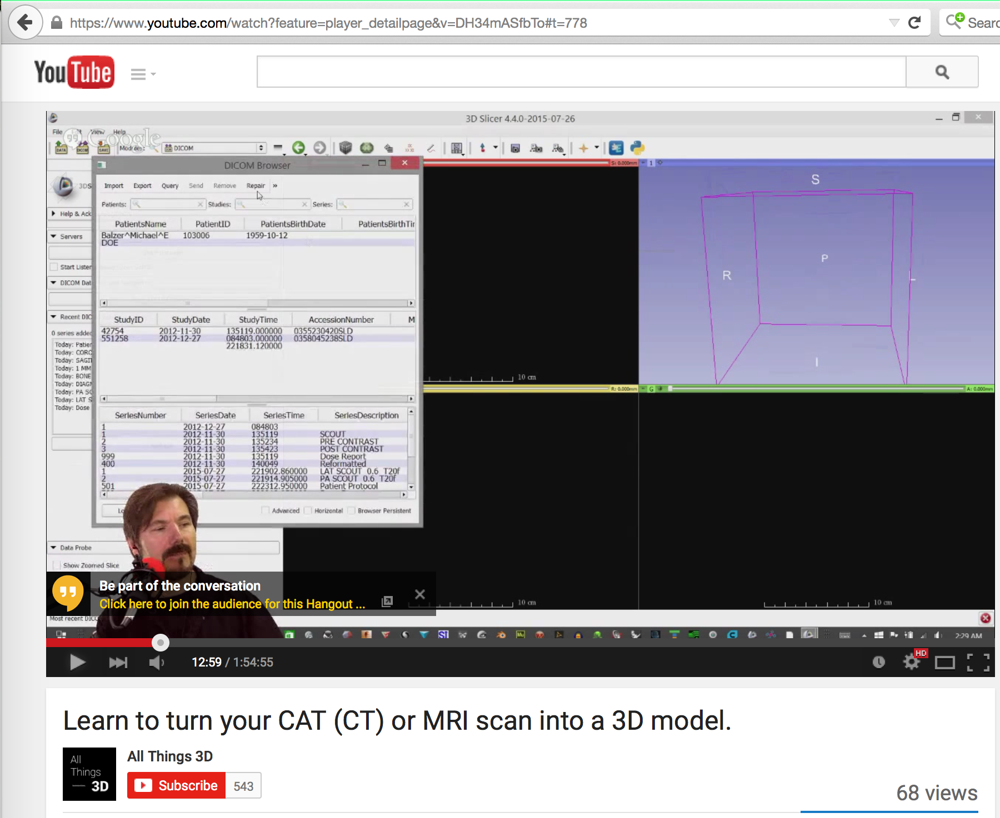 https://www.youtube.com/watch?feature=player_detailpage&v=DH34mASfbTo#t=778
Searc
YouTube
3D Slicer 4.4.0-2015-07-26
File Edit View Help
Google
DATA DICOM SAVE Modules: DICOM
DICOM Browser
S: 0.000mm 1
Import Export Query Send Remove Repair »
3DS
Patients: Studies: Series:
Help & Ack
PatientsName PatientID PatientsBirthDate PatientsBirthTir
Balzer^Michael^E 103006 1959-10-12
DOE
Servers
Start Listen
DICOM Dat
S
R
P
L
I
Recent DIC
StudyID StudyDate StudyTime AccessionNumber M
42754 2012-11-30 135119.000000 0355230420SLD
551258 2012-12-27 084803.000000 0358045238SLD
221831.120000
0 series added
Today: Patien
Today: CORO
Today: SAGIT
Today: 1 MM
Today: BONE
Today: DIAGN
Today: PA SC
Today: LAT S
Today: Dose
10 cm
R: 0.000mm G A: 0.000mm
SeriesNumber SeriesDate SeriesTime SeriesDescription
1 2012-12-27 084803
1 2012-11-30 135119 SCOUT
2 2012-11-30 135234 PRE CONTRAST
3 2012-11-30 135423 POST CONTRAST
999 2012-11-30 135119 Dose Report
400 2012-11-30 140049 Reformatted
1 2015-07-27 221902.860000 LAT SCOUT 0.6 T20f
2 2015-07-27 221914.905000 PA SCOUT 0.6 T20f
501 2015-07-27 222312.950000 Patient Protocol
Lo Advanced Horizontal Browser Persistent
Data Probe
Show Zoomed Slice
Be part of the conversation
Click here to join the audience for this Hangout ...
10 cm
10 cm
Most recent DICO
2:29 AM
12:59 / 1:54:55
HD
Learn to turn your CAT (CT) or MRI scan into a 3D model.
All Things 3D
All Things 3D
Subscribe 543
68 views